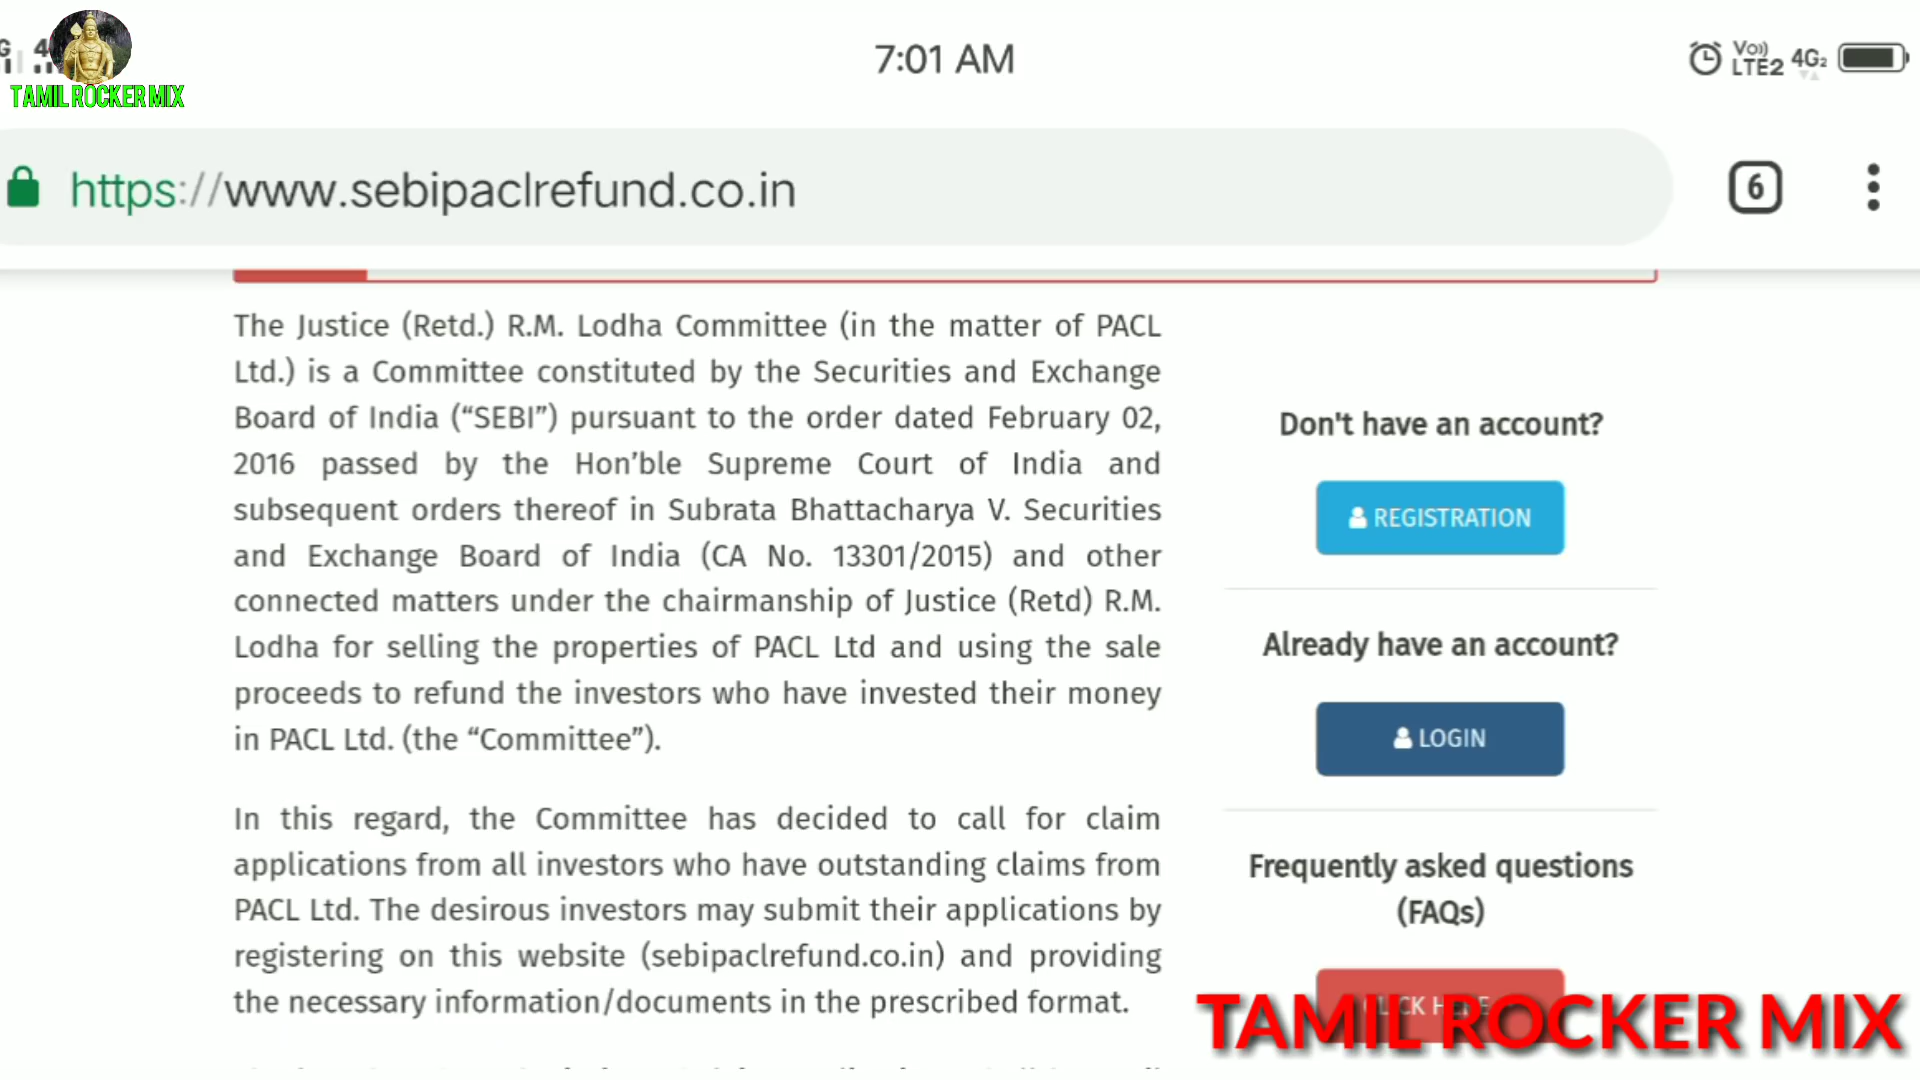 7:01 AM
Vo)) LTE2 4G2
TAMIL ROCKER MIX
https://www.sebipaclrefund.co.in
6
The Justice (Retd.) R.M. Lodha Committee (in the matter of PACL
Ltd.) is a Committee constituted by the Securities and Exchange
Board of India (“SEBI”) pursuant to the order dated February 02,
2016 passed by the Hon’ble Supreme Court of India and
subsequent orders thereof in Subrata Bhattacharya V. Securities
and Exchange Board of India (CA No. 13301/2015) and other
connected matters under the chairmanship of Justice (Retd) R.M.
Lodha for selling the properties of PACL Ltd and using the sale
proceeds to refund the investors who have invested their money
in PACL Ltd. (the “Committee”).
In this regard, the Committee has decided to call for claim
applications from all investors who have outstanding claims from
PACL Ltd. The desirous investors may submit their applications by
registering on this website (sebipaclrefund.co.in) and providing
the necessary information/documents in the prescribed format.
Don't have an account?
REGISTRATION
Already have an account?
LOGIN
Frequently asked questions
(FAQs)
CLICK HERE
TAMIL ROCKER MIX